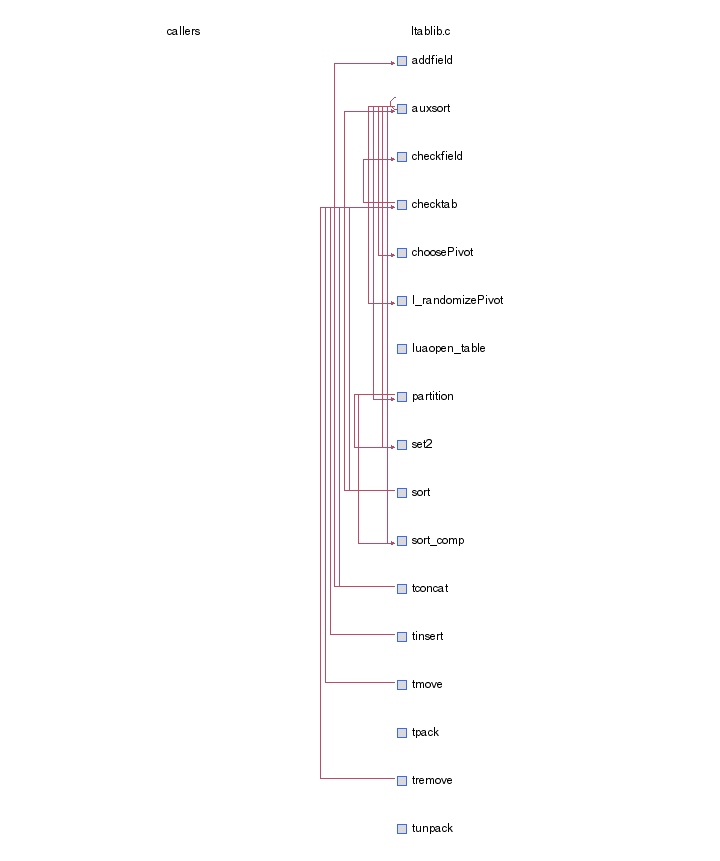 callers ltablib.c
addfield
auxsort
checkfield
checktab
choosePivot
l_randomizePivot
luaopen_table
partition
set2
sort
sort_comp
tconcat
tinsert
tmove
tpack
tremove
tunpack